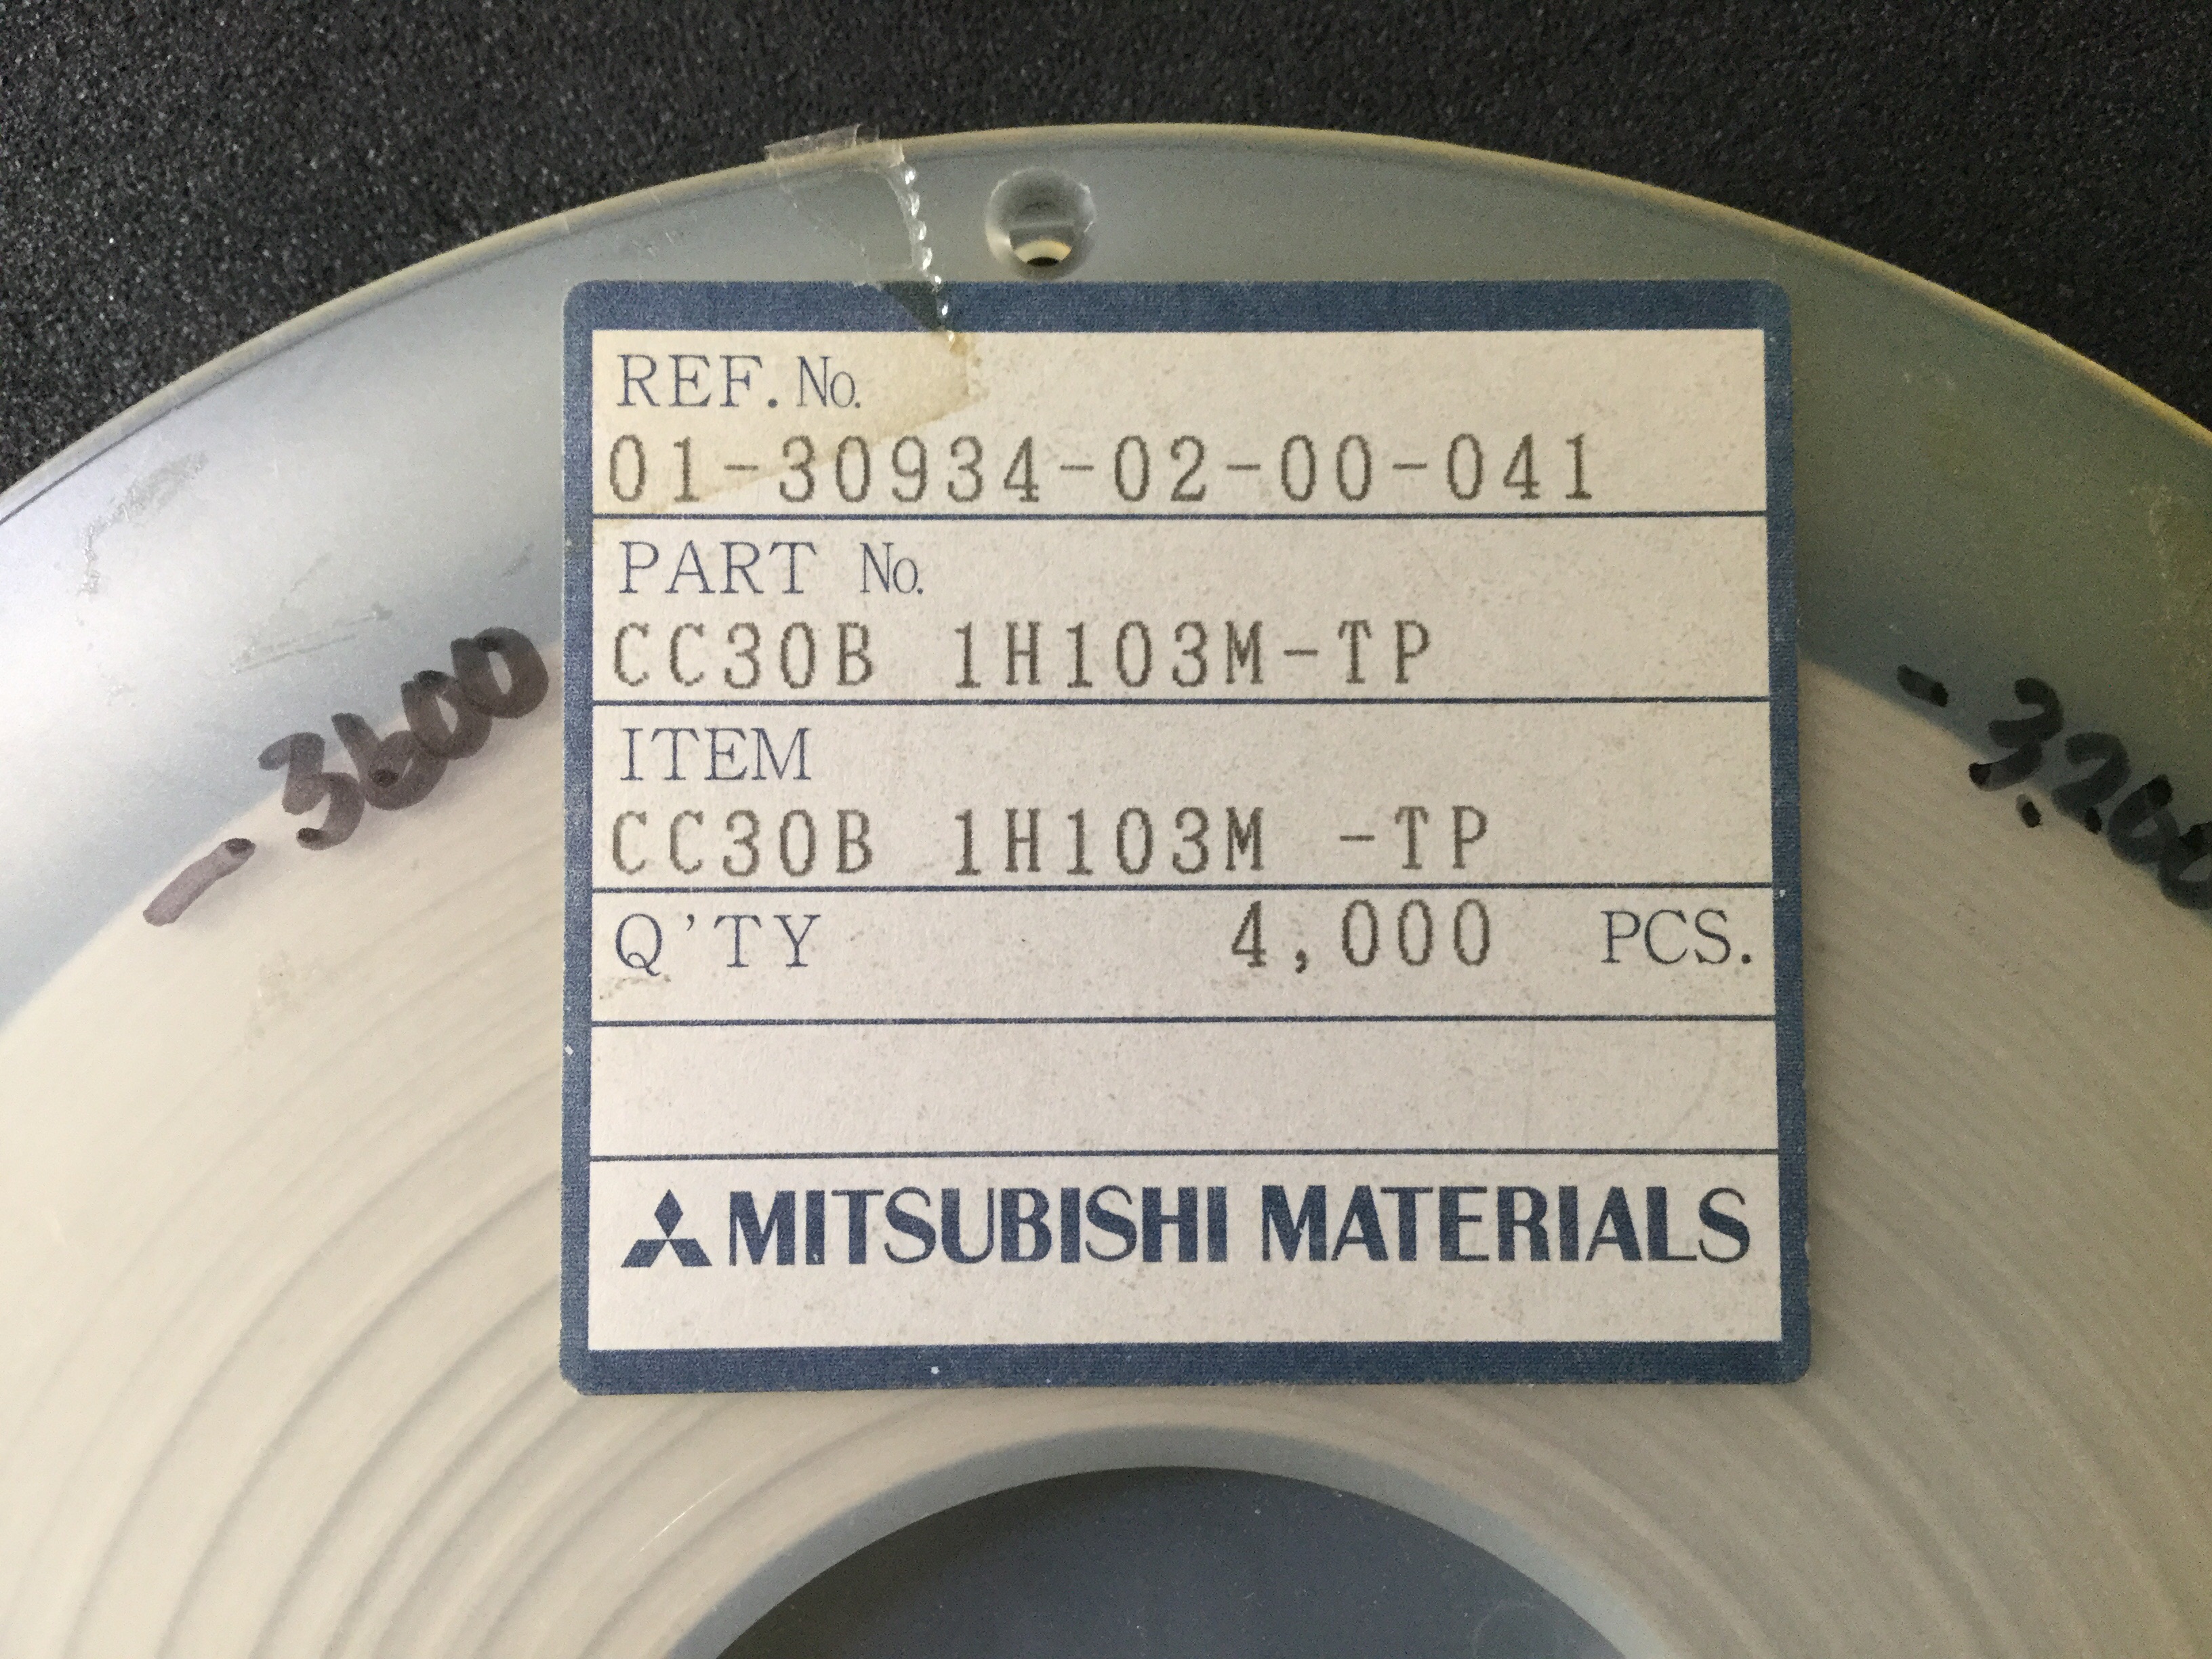 REF.No.
01-30934-02-00-041
PART No.
CC30B 1H103M-TP
ITEM
CC30B 1H103M -TP
Q'TY 4,000 PCS.
MITSUBISHI MATERIALS
-3600
-3200